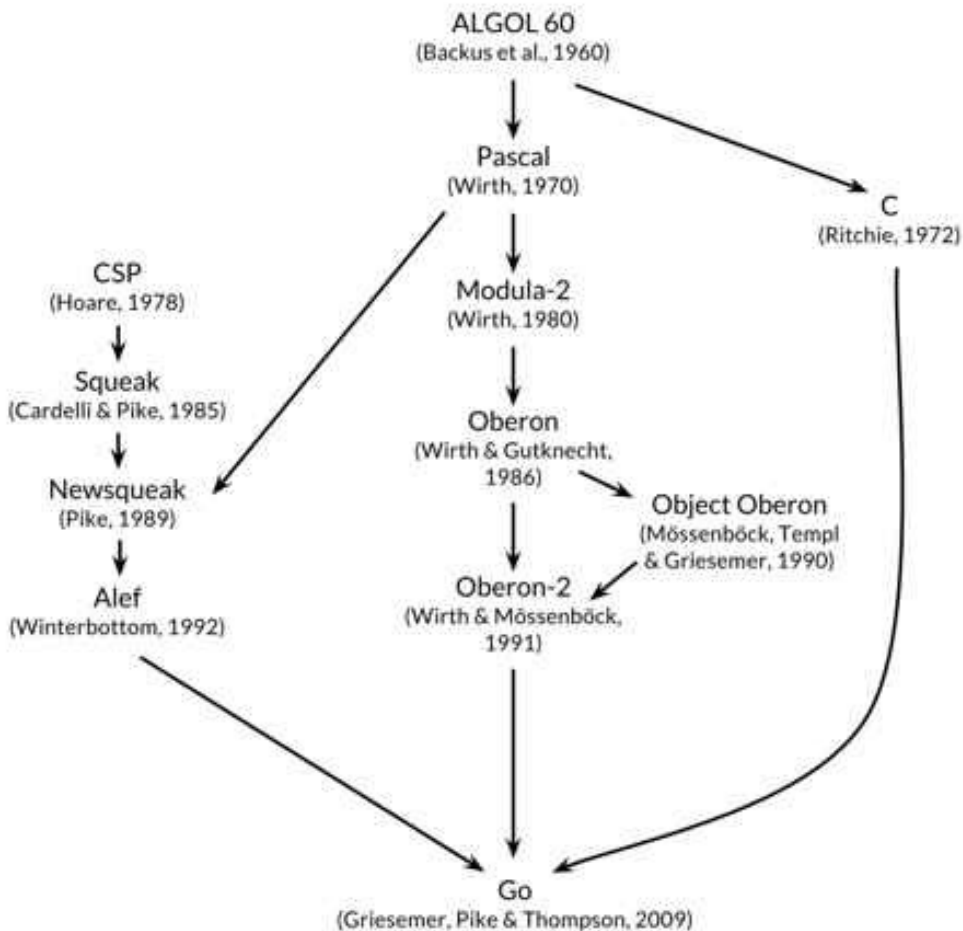 ALGOL 60
(Backus et al., 1960)
Pascal
(Wirth, 1970)
C
(Ritchie, 1972)
CSP
(Hoare, 1978)
Modula-2
(Wirth, 1980)
Squeak
(Cardelli & Pike, 1985)
Oberon
(Wirth & Gutknecht,
1986)
Newsqueak
(Pike, 1989)
Object Oberon
(Mössenböck, Templ
& Griesemer, 1990)
Oberon-2
(Wirth & Mössenböck,
1991)
Alef
(Winterbottom, 1992)
Go
(Griesemer, Pike & Thompson, 2009)